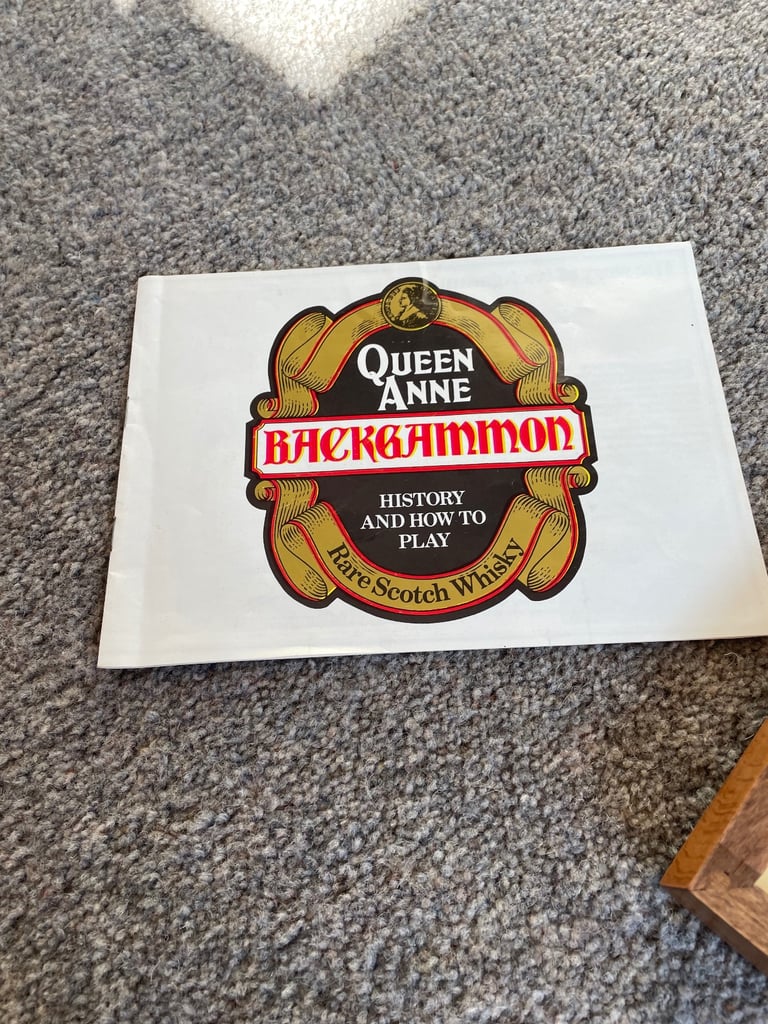 QUEEN
ANNE
BACKGAMMON
HISTORY
AND HOW TO
PLAY
Rare Scotch Whisky